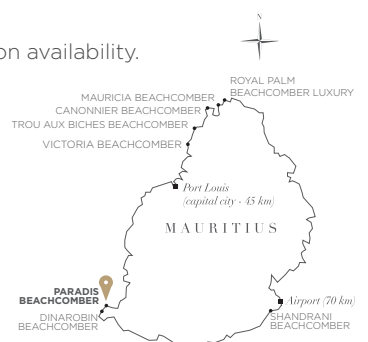 N
on availability.
ROYAL PALM
BEACHCOMBER LUXURY
MAURICIA BEACHCOMBER
CANONNIER BEACHCOMBER
TROU AUX BICHES BEACHCOMBER
VICTORIA BEACHCOMBER
Port Louis
(capital city - 45 km)
MAURITIUS
PARADIS
BEACHCOMBER
DINAROBIN
BEACHCOMBER
Airport (70 km)
SHANDRANI
BEACHCOMBER